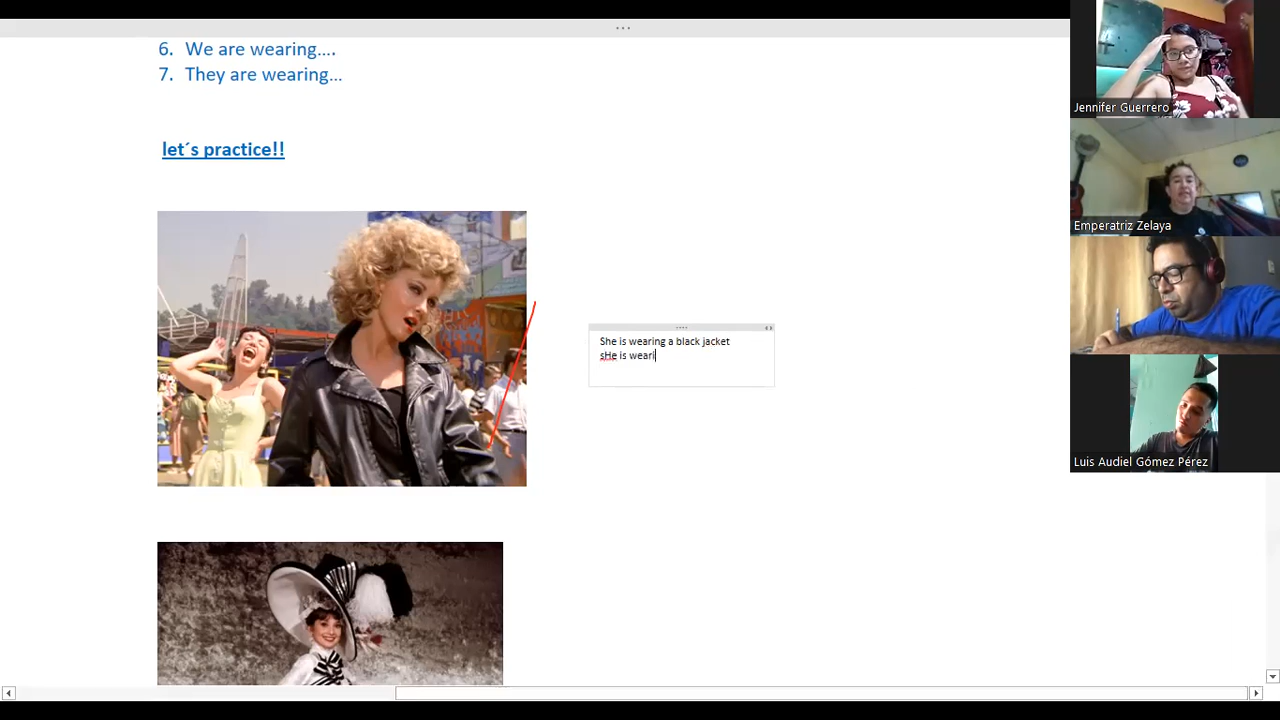 6. We are wearing….
7. They are wearing…
let´s practice!!
She is wearing a black jacket
sHe is weari
Jennifer Guerrero
Emperatriz Zelaya
Luis Audiel Gómez Pérez